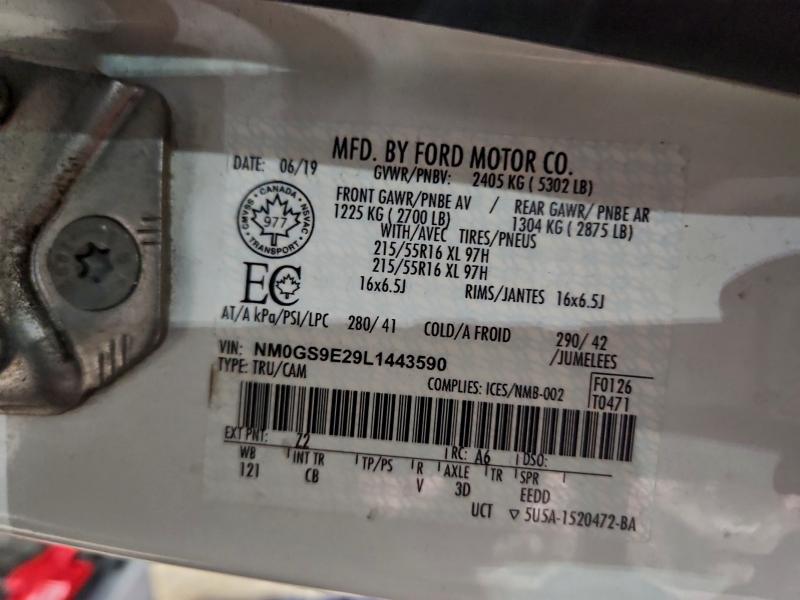 MFD. BY FORD MOTOR CO.
DATE: 06/19 GVWR/PNBV: 2405 KG ( 5302 LB)
FRONT GAWR/PNBE AV / REAR GAWR/ PNBE AR
1225 KG ( 2700 LB) 1304 KG ( 2875 LB)
WITH/AVEC TIRES/PNEUS
215/55R16 XL 97H
215/55R16 XL 97H
16x6.5J RIMS/JANTES 16x6.5J
CMVSS · CANADA · NSVAC
977
TRANSPORT
EC
AT/A kPa/PSI/LPC 280/ 41 COLD/A FROID 290/ 42
/JUMELEES
VIN: NM0GS9E29L1443590
TYPE: TRU/CAM
COMPLIES: ICES/NMB-002
F0126
T0471
EXT PNT: Z2 RC: A6 DSO:
WB INT TR TP/PS R AXLE TR SPR
121 CB V 3D EEDD
UCT ▽ 5U5A-1520472-BA